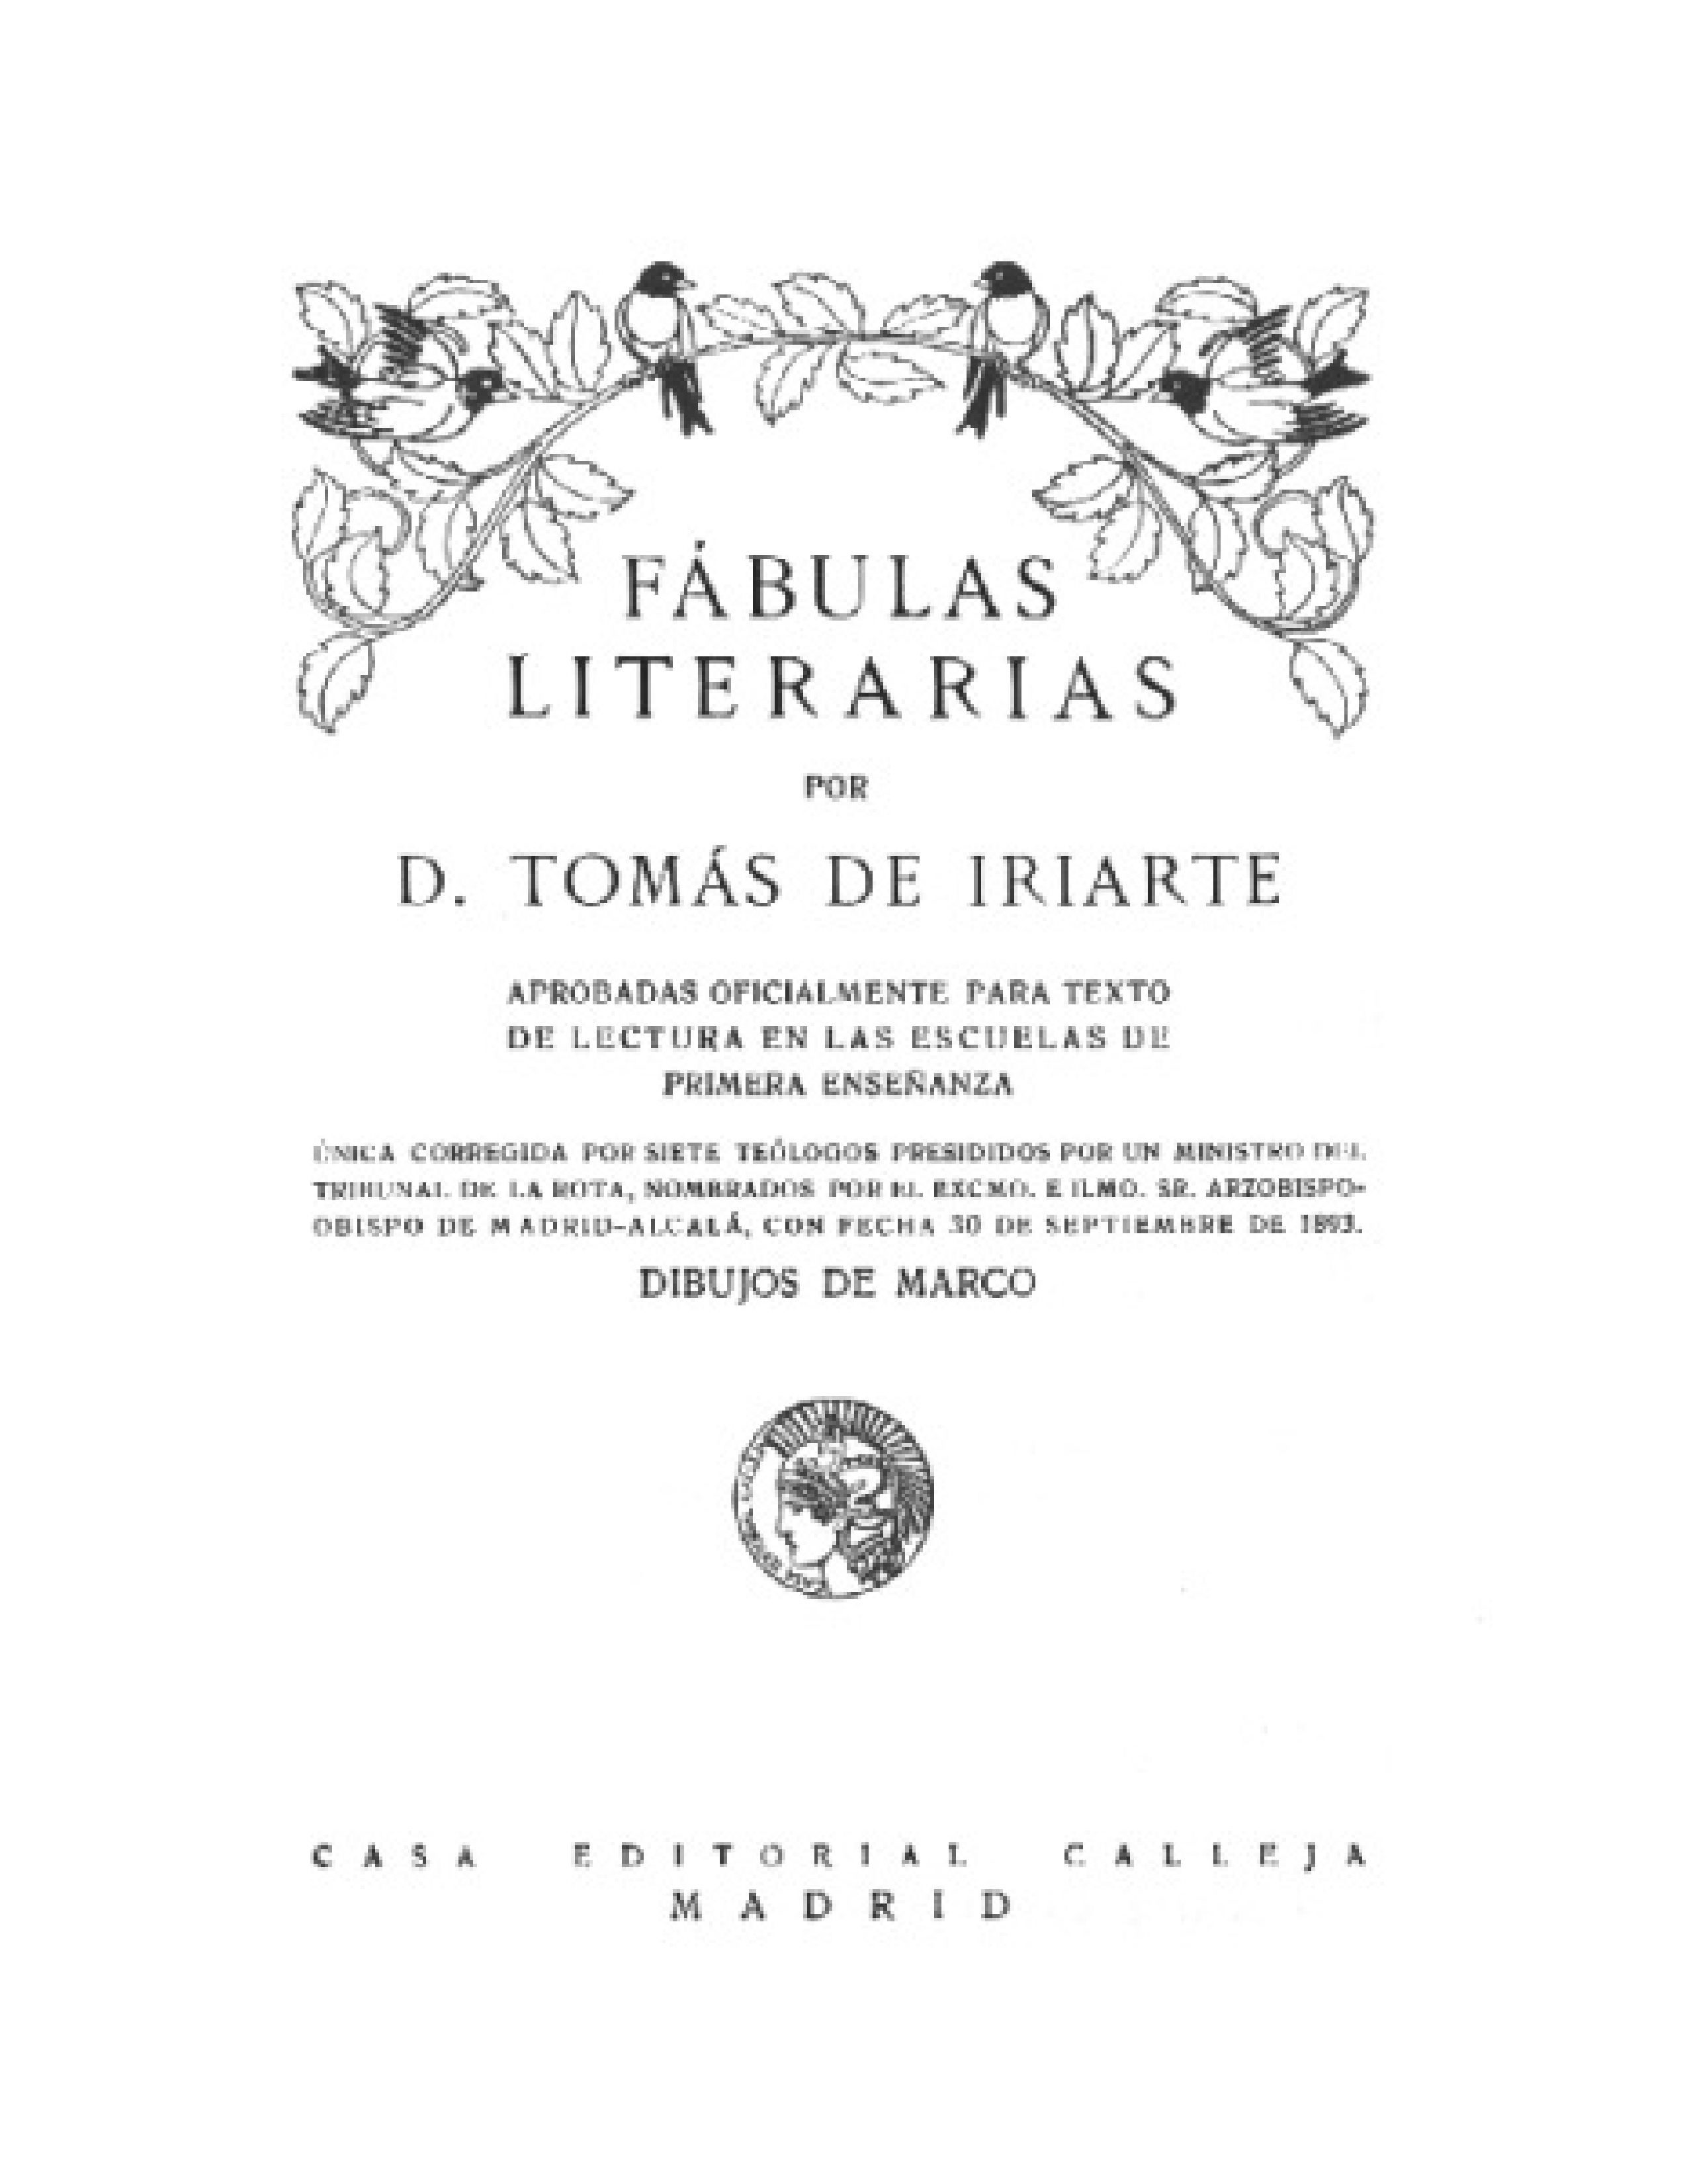 FÁBULAS
LITERARIAS
POR
D. TOMÁS DE IRIARTE
APROBADAS OFICIALMENTE PARA TEXTO
DE LECTURA EN LAS ESCUELAS DE
PRIMERA ENSEÑANZA
ÚNICA CORREGIDA POR SIETE TEÓLOGOS PRESIDIDOS POR UN MINISTRO DEL
TRIBUNAL DE LA ROTA, NOMBRADOS POR EL EXCMO. E ILMO. SR. ARZOBISPO-
OBISPO DE MADRID-ALCALÁ, CON FECHA 30 DE SEPTIEMBRE DE 1893.
DIBUJOS DE MARCO
CASA EDITORIAL CALLEJA
MADRID